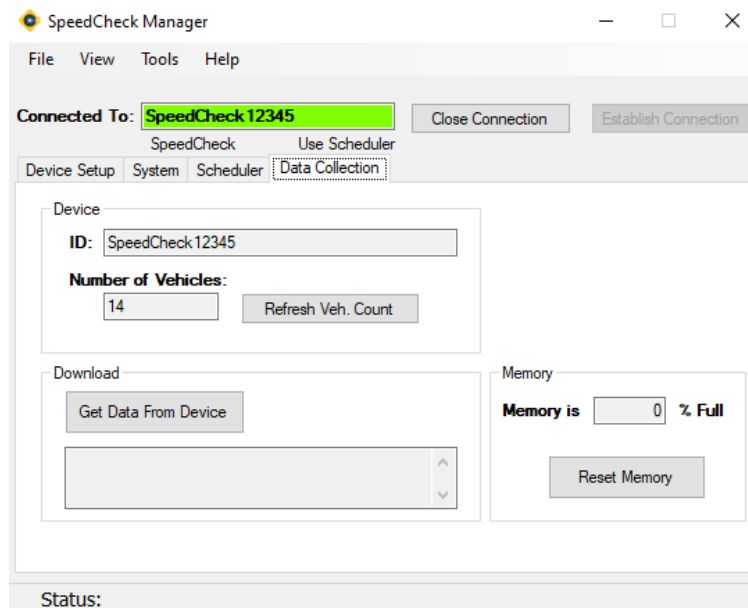 SpeedCheck Manager
File View Tools Help
Connected To: SpeedCheck12345 Close Connection Establish Connection
SpeedCheck Use Scheduler
Device Setup System Scheduler Data Collection
Device
ID: SpeedCheck12345
Number of Vehicles:
14 Refresh Veh. Count
Download Memory
Get Data From Device Memory is 0 % Full
Reset Memory
Status: